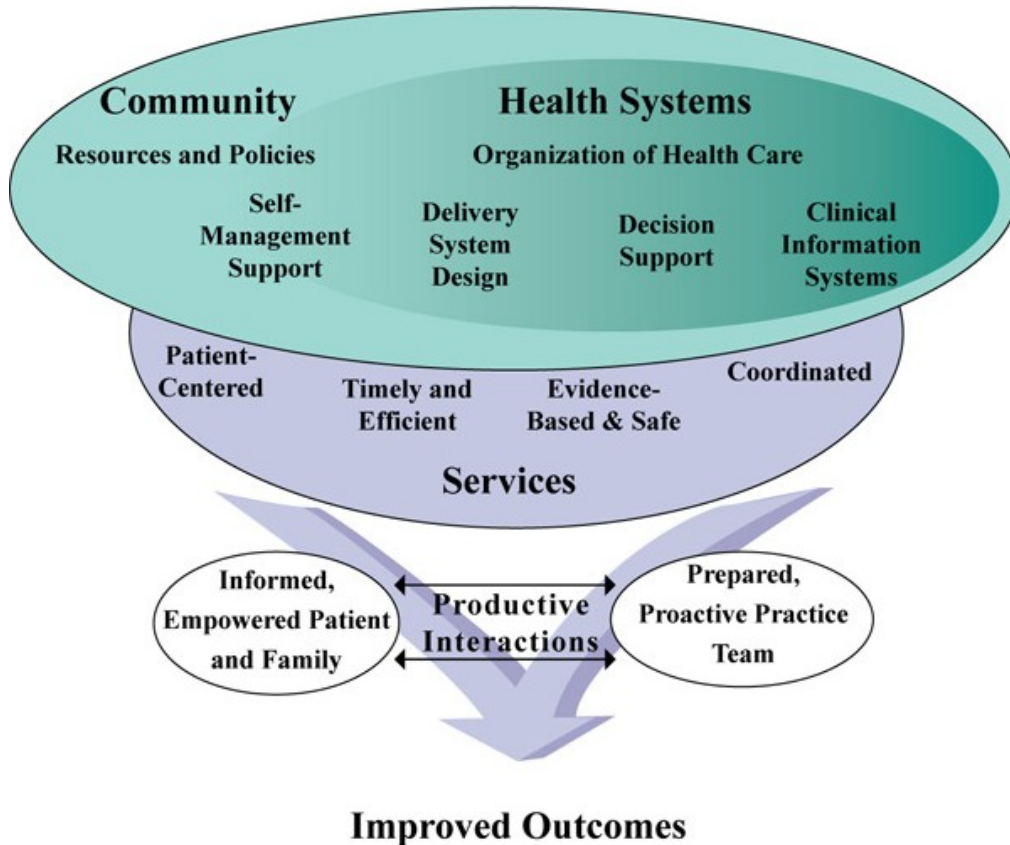 Community
Health Systems
Resources and Policies
Organization of Health Care
Self-
Management
Support
Delivery
System
Design
Decision
Support
Clinical
Information
Systems
Patient-
Centered
Timely and
Efficient
Evidence-
Based & Safe
Coordinated
Services
Informed,
Empowered Patient
and Family
Productive
Interactions
Prepared,
Proactive Practice
Team
Improved Outcomes